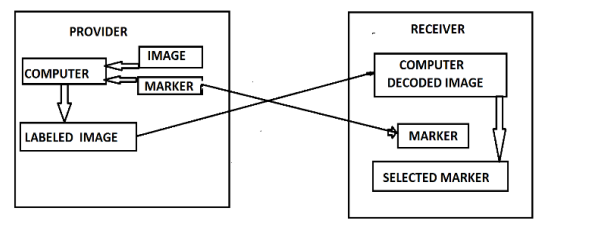 PROVIDER
IMAGE
COMPUTER
MARKER
LABELED IMAGE
RECEIVER
COMPUTER
DECODED IMAGE
MARKER
SELECTED MARKER